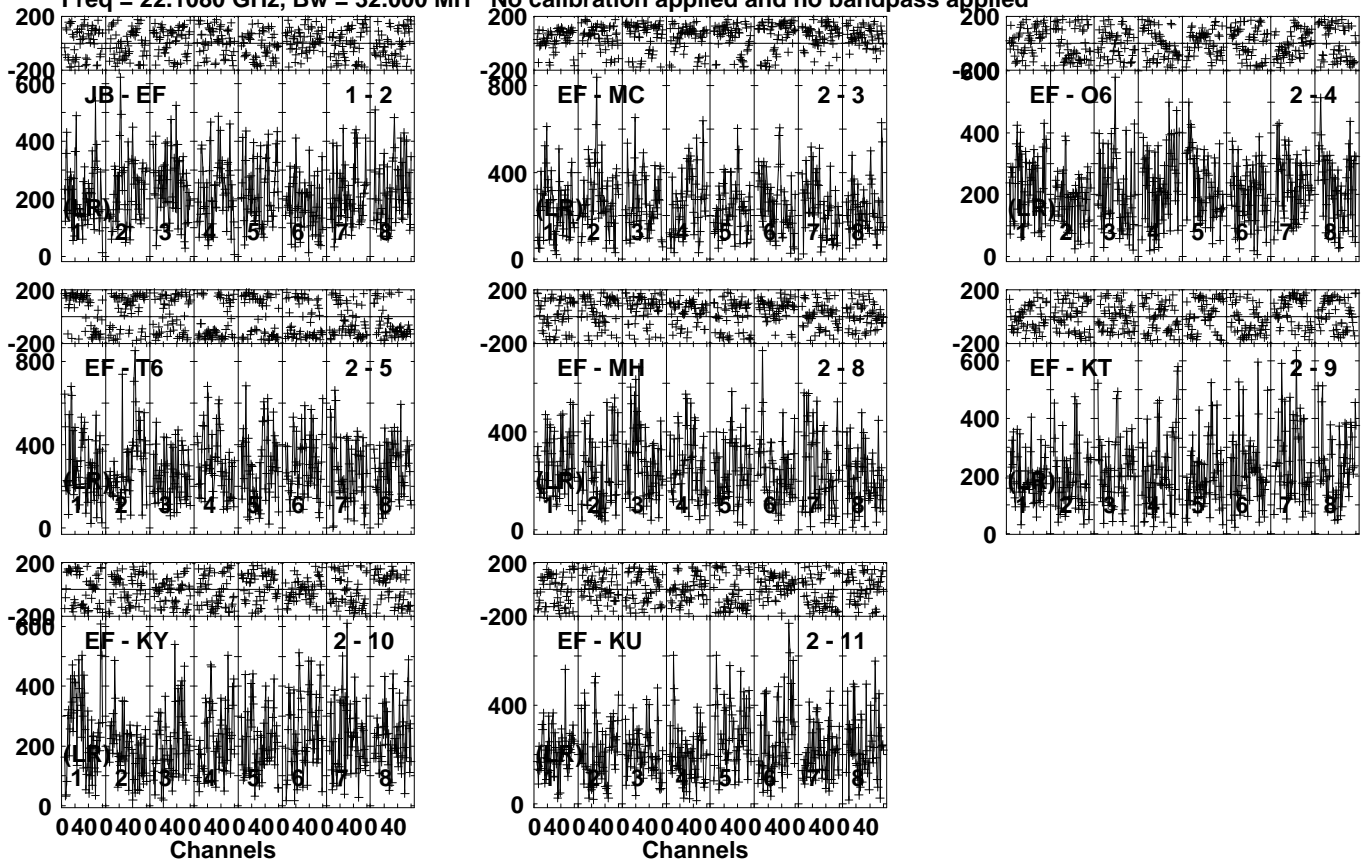 Freq = 22.1080 GHz, Bw = 32.000 MH No calibration applied and no bandpass applied
200 200 200
-200 -200 -200
600 800 600
JB - EF 1 - 2 EF - MC 2 - 3 EF - O6 2 - 4
400 400 400
200 200
(LR) (LR) (LR)
1 2 3 4 5 6 7 8 1 2 3 4 5 6 7 8 1 2 3 4 5 6 7 8
0 0 0
200 200 200
-200 -200 -200
800 600
EF - T6 2 - 5 EF - MH 2 - 8 EF - KT 2 - 9
400 400 400
200
(LR) (LR) (LR)
1 2 3 4 5 6 7 8 1 2 3 4 5 6 7 8 1 2 3 4 5 6 7 8
0 0 0
200 200
-200 -200
600
EF - KY 2 - 10 EF - KU 2 - 11
400 400
200
(LR) (LR)
1 2 3 4 5 6 7 8 1 2 3 4 5 6 7 8
0 0
0 40 0 40 0 40 0 40 0 40 0 40 0 40 0 40 0 40 0 40 0 40 0 40 0 40 0 40 0 40 0 40
Channels Channels